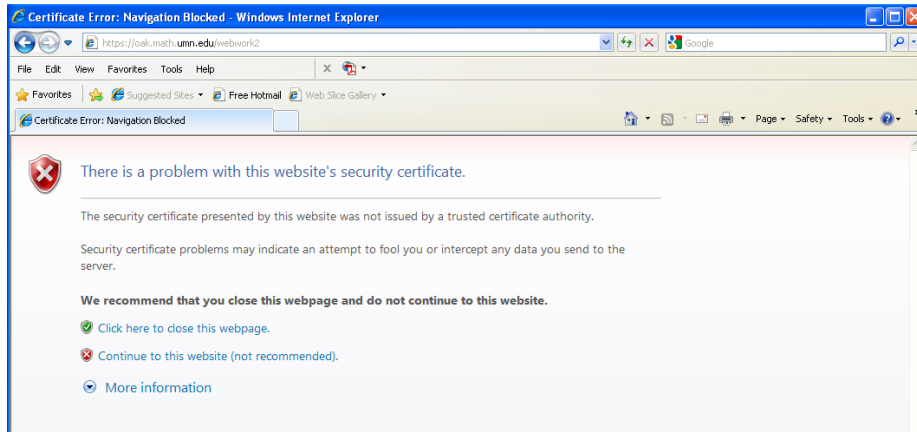 Certificate Error: Navigation Blocked - Windows Internet Explorer
https://oak.math.umn.edu/webwork2
Google
File Edit View Favorites Tools Help
Favorites Suggested Sites Free Hotmail Web Slice Gallery
Certificate Error: Navigation Blocked
Page Safety Tools
There is a problem with this website's security certificate.
The security certificate presented by this website was not issued by a trusted certificate authority.
Security certificate problems may indicate an attempt to fool you or intercept any data you send to the
server.
We recommend that you close this webpage and do not continue to this website.
Click here to close this webpage.
Continue to this website (not recommended).
More information